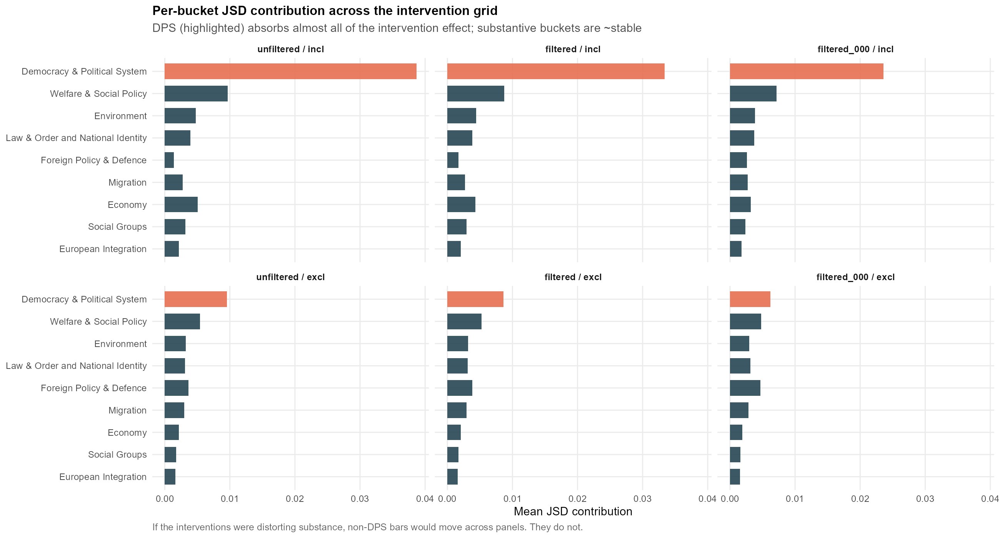 Per-bucket JSD contribution across the intervention grid
DPS (highlighted) absorbs almost all of the intervention effect; substantive buckets are ~stable
unfiltered / incl
filtered / incl
filtered_000 / incl
Democracy & Political System
Welfare & Social Policy
Environment
Law & Order and National Identity
Foreign Policy & Defence
Migration
Economy
Social Groups
European Integration
unfiltered / excl
filtered / excl
filtered_000 / excl
Democracy & Political System
Welfare & Social Policy
Environment
Law & Order and National Identity
Foreign Policy & Defence
Migration
Economy
Social Groups
European Integration
0.00 0.01 0.02 0.03 0.04 0.00 0.01 0.02 0.03 0.04 0.00 0.01 0.02 0.03 0.04
Mean JSD contribution
If the interventions were distorting substance, non-DPS bars would move across panels. They do not.